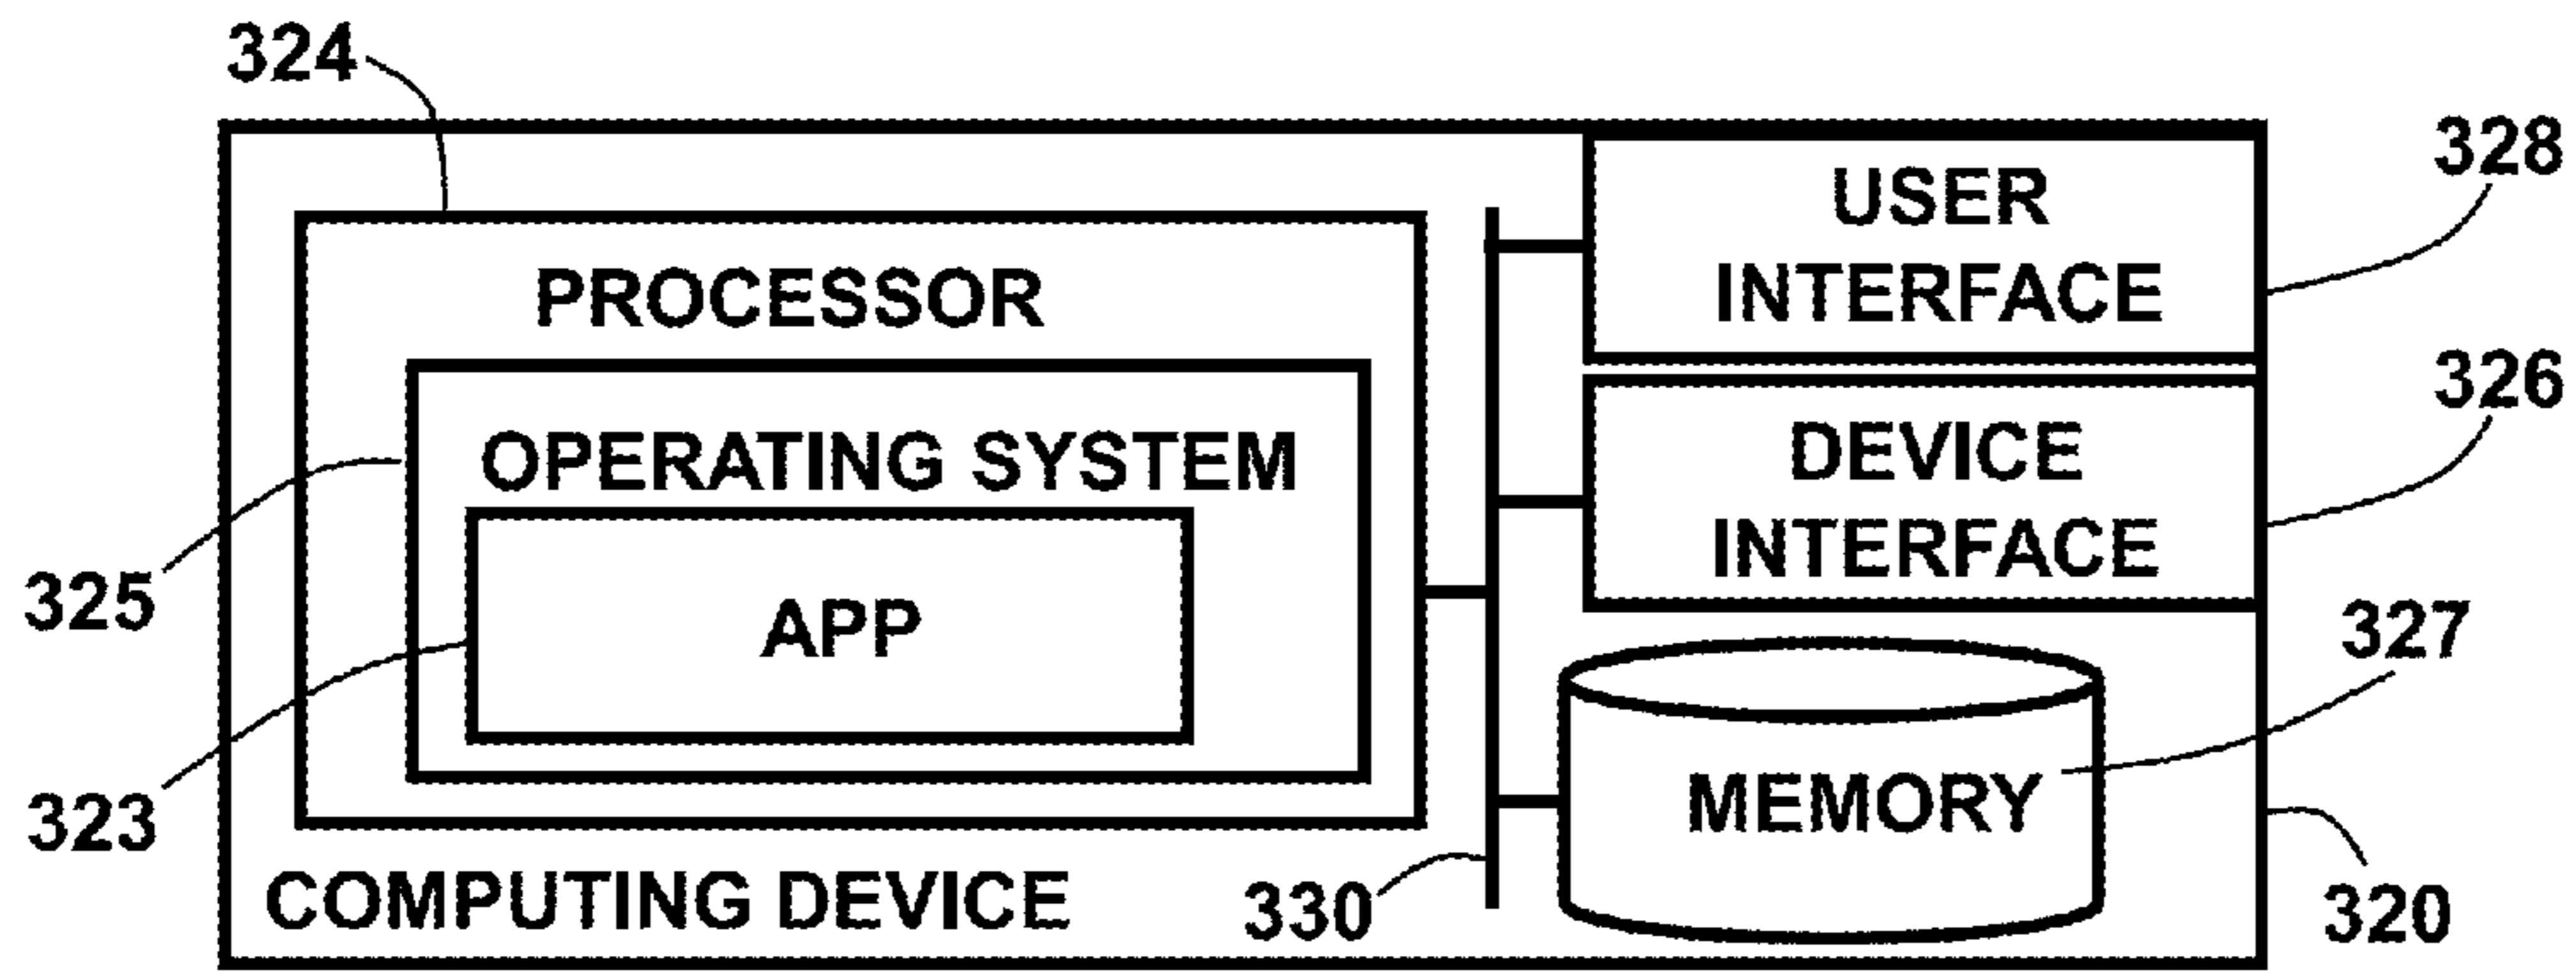 324
328
USER
INTERFACE
PROCESSOR
326
OPERATING SYSTEM
DEVICE
INTERFACE
325
APP
327
323
MEMORY
COMPUTING DEVICE
330
320